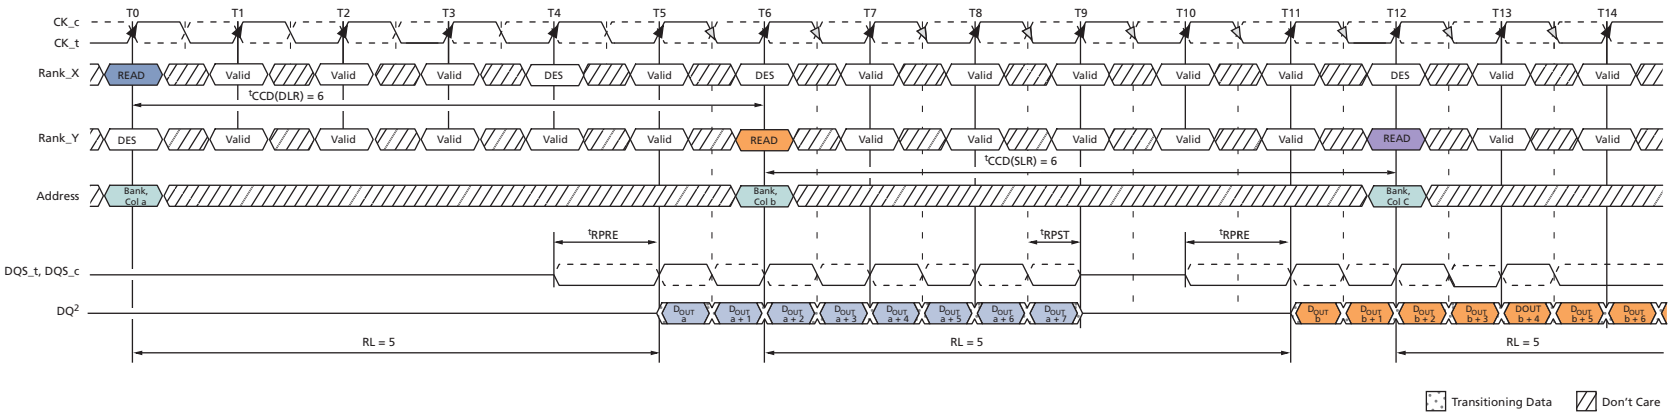 T0 T1 T2 T3 T4 T5 T6 T7 T8 T9 T10 T11 T12 T13 T14
CK_c
CK_t
Rank_X READ Valid Valid Valid DES Valid DES Valid Valid Valid Valid Valid DES Valid Valid
tCCD(DLR) = 6
Rank_Y DES Valid Valid Valid Valid Valid READ Valid Valid Valid Valid Valid READ Valid Valid
tCCD(SLR) = 6
Address Bank, Col a Bank, Col b Bank, Col C
tRPRE tRPST tRPRE
DQS_t, DQS_c
DQ2 DOUT a DOUT a + 1 DOUT a + 2 DOUT a + 3 DOUT a + 4 DOUT a + 5 DOUT a + 6 DOUT a + 7 DOUT b DOUT b + 1 DOUT b + 2 DOUT b + 3 DOUT b + 4 DOUT b + 5 DOUT b + 6
RL = 5 RL = 5 RL = 5
Transitioning Data Don't Care